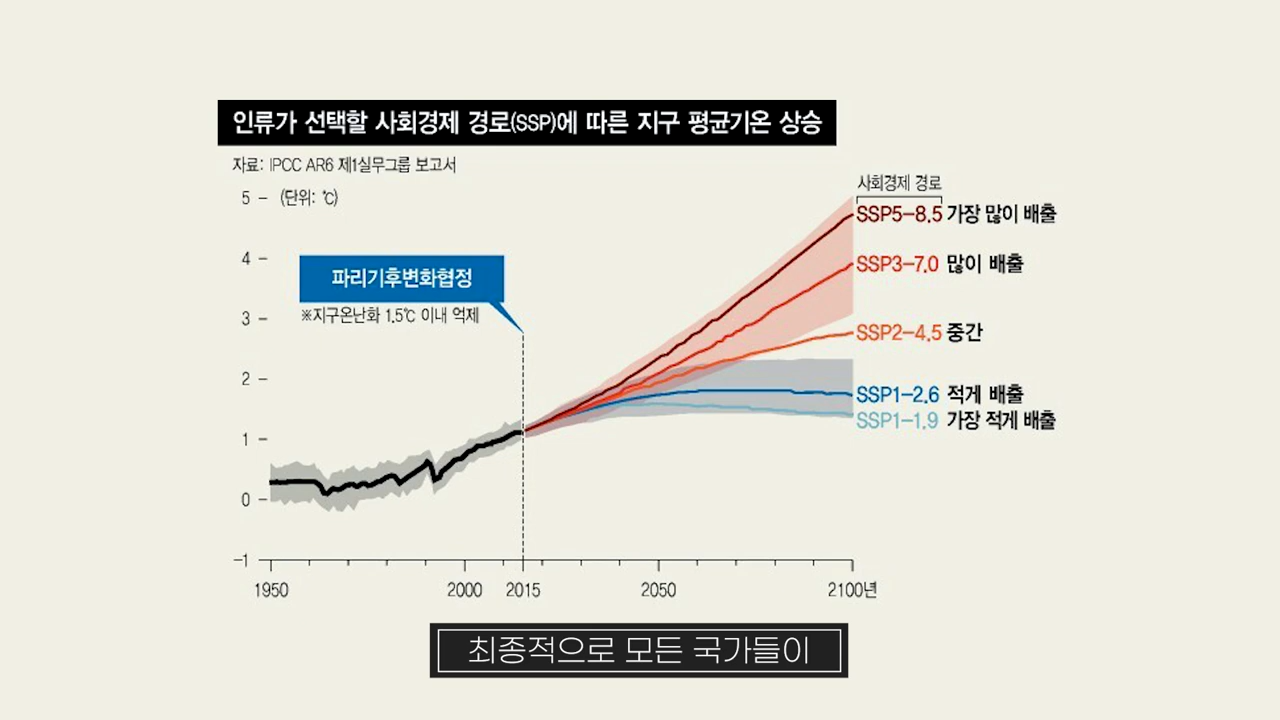 인류가 선택할 사회경제 경로(SSP)에 따른 지구 평균기온 상승
자료: IPCC AR6 제1실무그룹 보고서
5 (단위: ℃)
사회경제 경로
SSP5-8.5 가장 많이 배출
4
파리기후변화협정
SSP3-7.0 많이 배출
3
※지구온난화 1.5℃ 이내 억제
SSP2-4.5 중간
2
SSP1-2.6 적게 배출
SSP1-1.9 가장 적게 배출
1
0
-1
1950 2000 2015 2050 2100년
최종적으로 모든 국가들이